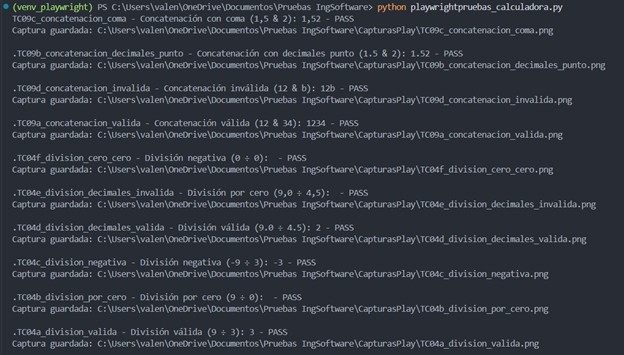 (venv_playwright) PS C:\Users\valen\OneDrive\Documentos\Pruebas IngSoftware> python playwrightpruebas_calculadora.py
TC09c_concatenacion_coma - Concatenación con coma (1,5 & 2): 1,52 - PASS
Captura guardada: C:\Users\valen\OneDrive\Documentos\Pruebas IngSoftware\CapturasPlay\TC09c_concatenacion_coma.png
.TC09b_concatenacion_decimales_punto - Concatenación con decimales punto (1.5 & 2): 1.52 - PASS
Captura guardada: C:\Users\valen\OneDrive\Documentos\Pruebas IngSoftware\CapturasPlay\TC09b_concatenacion_decimales_punto.png
.TC09d_concatenacion_invalida - Concatenación inválida (12 & b): 12b - PASS
Captura guardada: C:\Users\valen\OneDrive\Documentos\Pruebas IngSoftware\CapturasPlay\TC09d_concatenacion_invalida.png
.TC09a_concatenacion_valida - Concatenación válida (12 & 34): 1234 - PASS
Captura guardada: C:\Users\valen\OneDrive\Documentos\Pruebas IngSoftware\CapturasPlay\TC09a_concatenacion_valida.png
.TC04f_division_cero_cero - División negativa (0 ÷ 0):  - PASS
Captura guardada: C:\Users\valen\OneDrive\Documentos\Pruebas IngSoftware\CapturasPlay\TC04f_division_cero_cero.png
.TC04e_division_decimales_invalida - División por cero (9,0 ÷ 4,5):  - PASS
Captura guardada: C:\Users\valen\OneDrive\Documentos\Pruebas IngSoftware\CapturasPlay\TC04e_division_decimales_invalida.png
.TC04d_division_decimales_valida - División válida (9.0 ÷ 4.5): 2 - PASS
Captura guardada: C:\Users\valen\OneDrive\Documentos\Pruebas IngSoftware\CapturasPlay\TC04d_division_decimales_valida.png
.TC04c_division_negativa - División negativa (-9 ÷ 3): -3 - PASS
Captura guardada: C:\Users\valen\OneDrive\Documentos\Pruebas IngSoftware\CapturasPlay\TC04c_division_negativa.png
.TC04b_division_por_cero - División por cero (9 ÷ 0):  - PASS
Captura guardada: C:\Users\valen\OneDrive\Documentos\Pruebas IngSoftware\CapturasPlay\TC04b_division_por_cero.png
.TC04a_division_valida - División válida (9 ÷ 3): 3 - PASS
Captura guardada: C:\Users\valen\OneDrive\Documentos\Pruebas IngSoftware\CapturasPlay\TC04a_division_valida.png